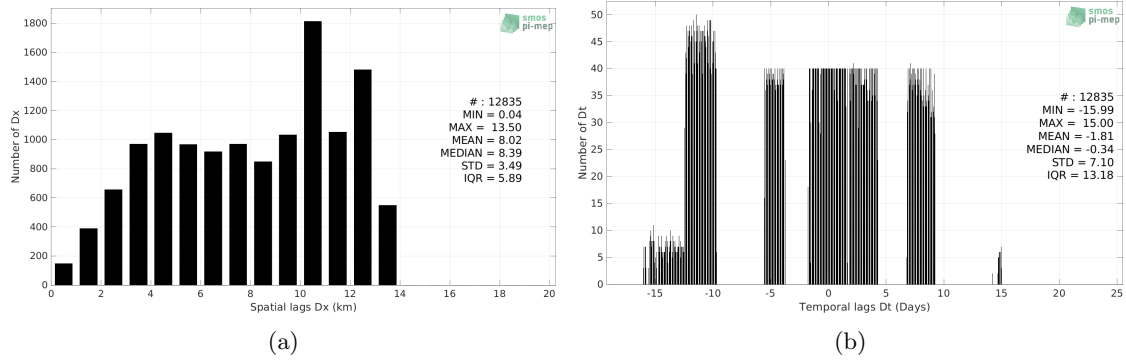 1800
1600
1400
1200
1000
800
600
400
200
0
Number of Dx
smos
pi-mep
# : 12835
MIN = 0.04
MAX = 13.50
MEAN = 8.02
MEDIAN = 8.39
STD = 3.49
IQR = 5.89
0 2 4 6 8 10 12 14 16 18 20
Spatial lags Dx (km)
(a)
50
45
40
35
30
25
20
15
10
5
0
Number of Dt
smos
pi-mep
# : 12835
MIN = -15.99
MAX = 15.00
MEAN = -1.81
MEDIAN = -0.34
STD = 7.10
IQR = 13.18
-15 -10 -5 0 5 10 15 20 25
Temporal lags Dt (Days)
(b)